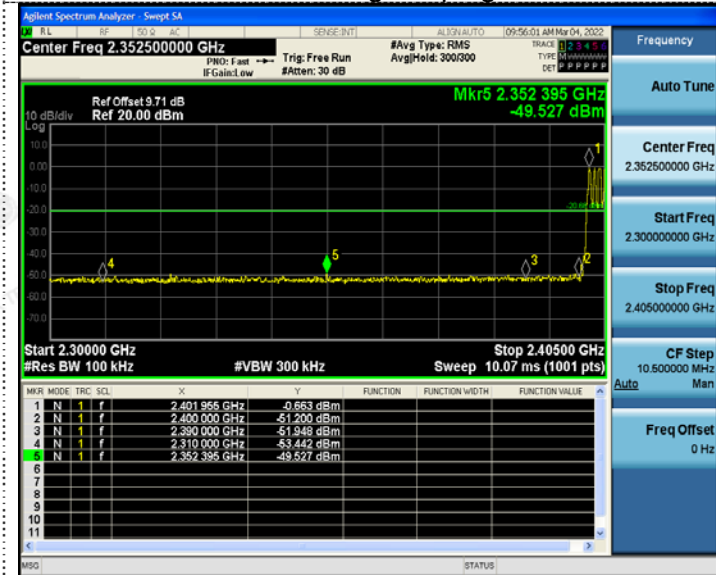 Agilent Spectrum Analyzer - Swept SA
RL RF 50 Ω AC SENSE:INT ALIGN AUTO 09:56:01 AM Mar 04, 2022
Center Freq 2.352500000 GHz
PNO: Fast
IFGain:Low
Trig: Free Run
#Atten: 30 dB
#Avg Type: RMS
Avg|Hold: 300/300
TRACE 1 2 3 4 5 6
TYPE M
DET P P P P P P
Mkr5 2.352 395 GHz
-49.527 dBm
Ref Offset 9.71 dB
Ref 20.00 dBm
10 dB/div
Log
10.0
0.00
-10.0
-20.0
-30.0
-40.0
-50.0
-60.0
-70.0
1
2
3
4
5
Start 2.30000 GHz
Stop 2.40500 GHz
#Res BW 100 kHz
#VBW 300 kHz
Sweep 10.07 ms (1001 pts)
MKR MODE TRC SCL X Y FUNCTION FUNCTION WIDTH FUNCTION VALUE
1 N 1 f 2.401 955 GHz -0.663 dBm
2 N 1 f 2.400 000 GHz -51.200 dBm
3 N 1 f 2.390 000 GHz -51.948 dBm
4 N 1 f 2.310 000 GHz -53.442 dBm
5 N 1 f 2.352 395 GHz -49.527 dBm
6
7
8
9
10
11
MSG
STATUS
Frequency
Auto Tune
Center Freq
2.352500000 GHz
Start Freq
2.300000000 GHz
Stop Freq
2.405000000 GHz
CF Step
10.500000 MHz
Auto Man
Freq Offset
0 Hz